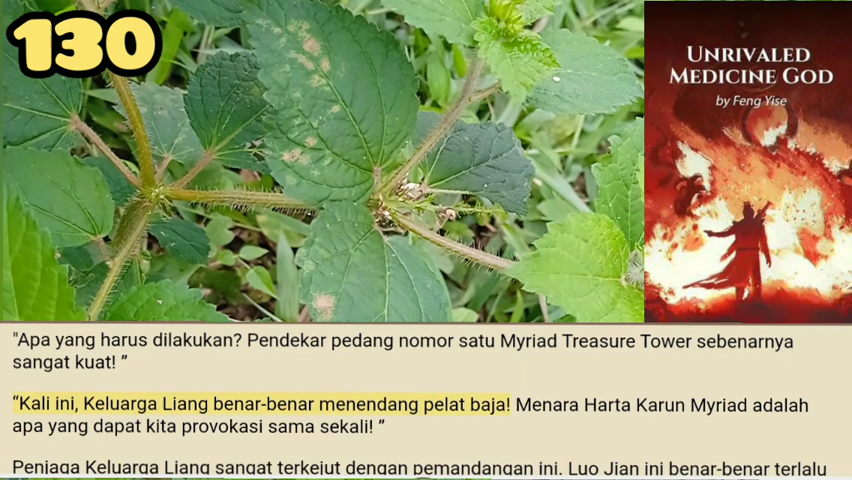 130
UNRIVALED
MEDICINE GOD
by Feng Yise
"Apa yang harus dilakukan? Pendekar pedang nomor satu Myriad Treasure Tower sebenarnya
sangat kuat! ”
“Kali ini, Keluarga Liang benar-benar menendang pelat baja! Menara Harta Karun Myriad adalah
apa yang dapat kita provokasi sama sekali! ”
Penjaga Keluarga Liang sangat terkejut dengan pemandangan ini. Luo Jian ini benar-benar terlalu